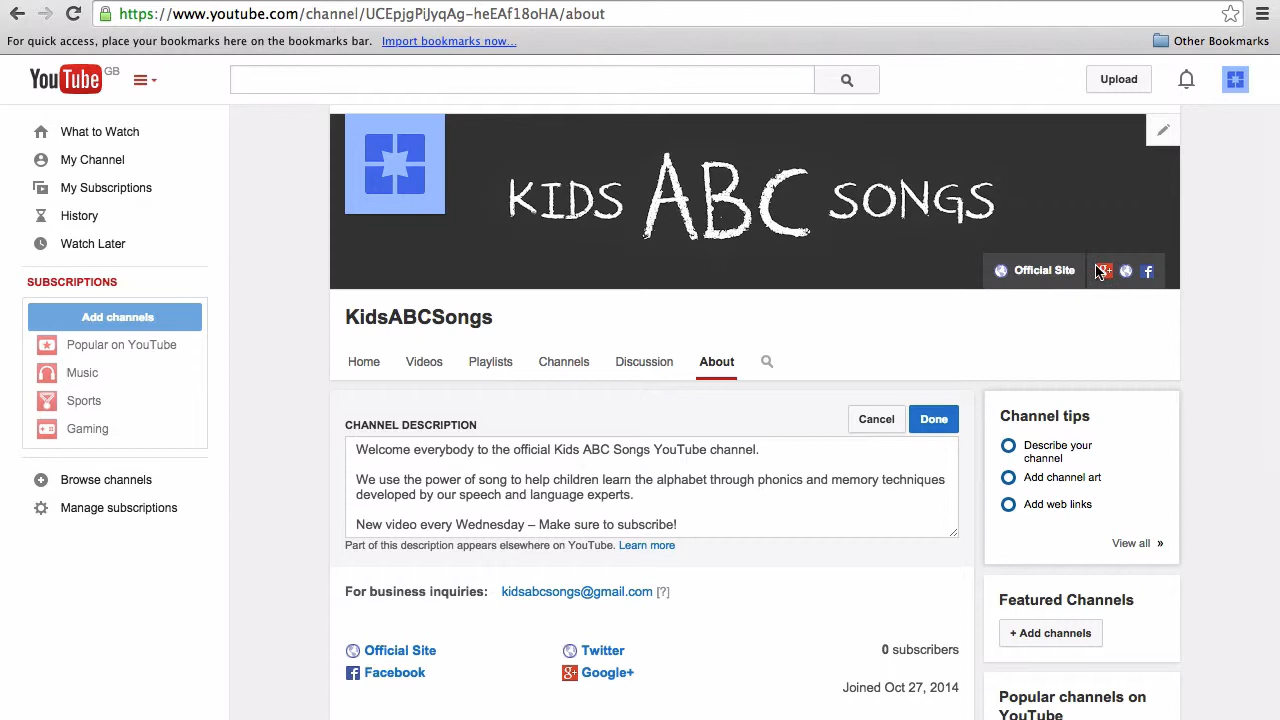 https://www.youtube.com/channel/UCEpjgPiJyqAg-heEAf18oHA/about
For quick access, place your bookmarks here on the bookmarks bar. Import bookmarks now...
Other Bookmarks
YouTube GB
Upload
What to Watch
My Channel
My Subscriptions
History
Watch Later
SUBSCRIPTIONS
Add channels
Popular on YouTube
Music
Sports
Gaming
Browse channels
Manage subscriptions
KIDS ABC SONGS
Official Site
KidsABCSongs
Home Videos Playlists Channels Discussion About
CHANNEL DESCRIPTION
Cancel Done
Welcome everybody to the official Kids ABC Songs YouTube channel.
We use the power of song to help children learn the alphabet through phonics and memory techniques
developed by our speech and language experts.
New video every Wednesday – Make sure to subscribe!
Part of this description appears elsewhere on YouTube. Learn more
For business inquiries: kidsabcsongs@gmail.com [?]
Official Site Twitter 0 subscribers
Facebook Google+
Joined Oct 27, 2014
Channel tips
Describe your
channel
Add channel art
Add web links
View all »
Featured Channels
+ Add channels
Popular channels on
YouTube